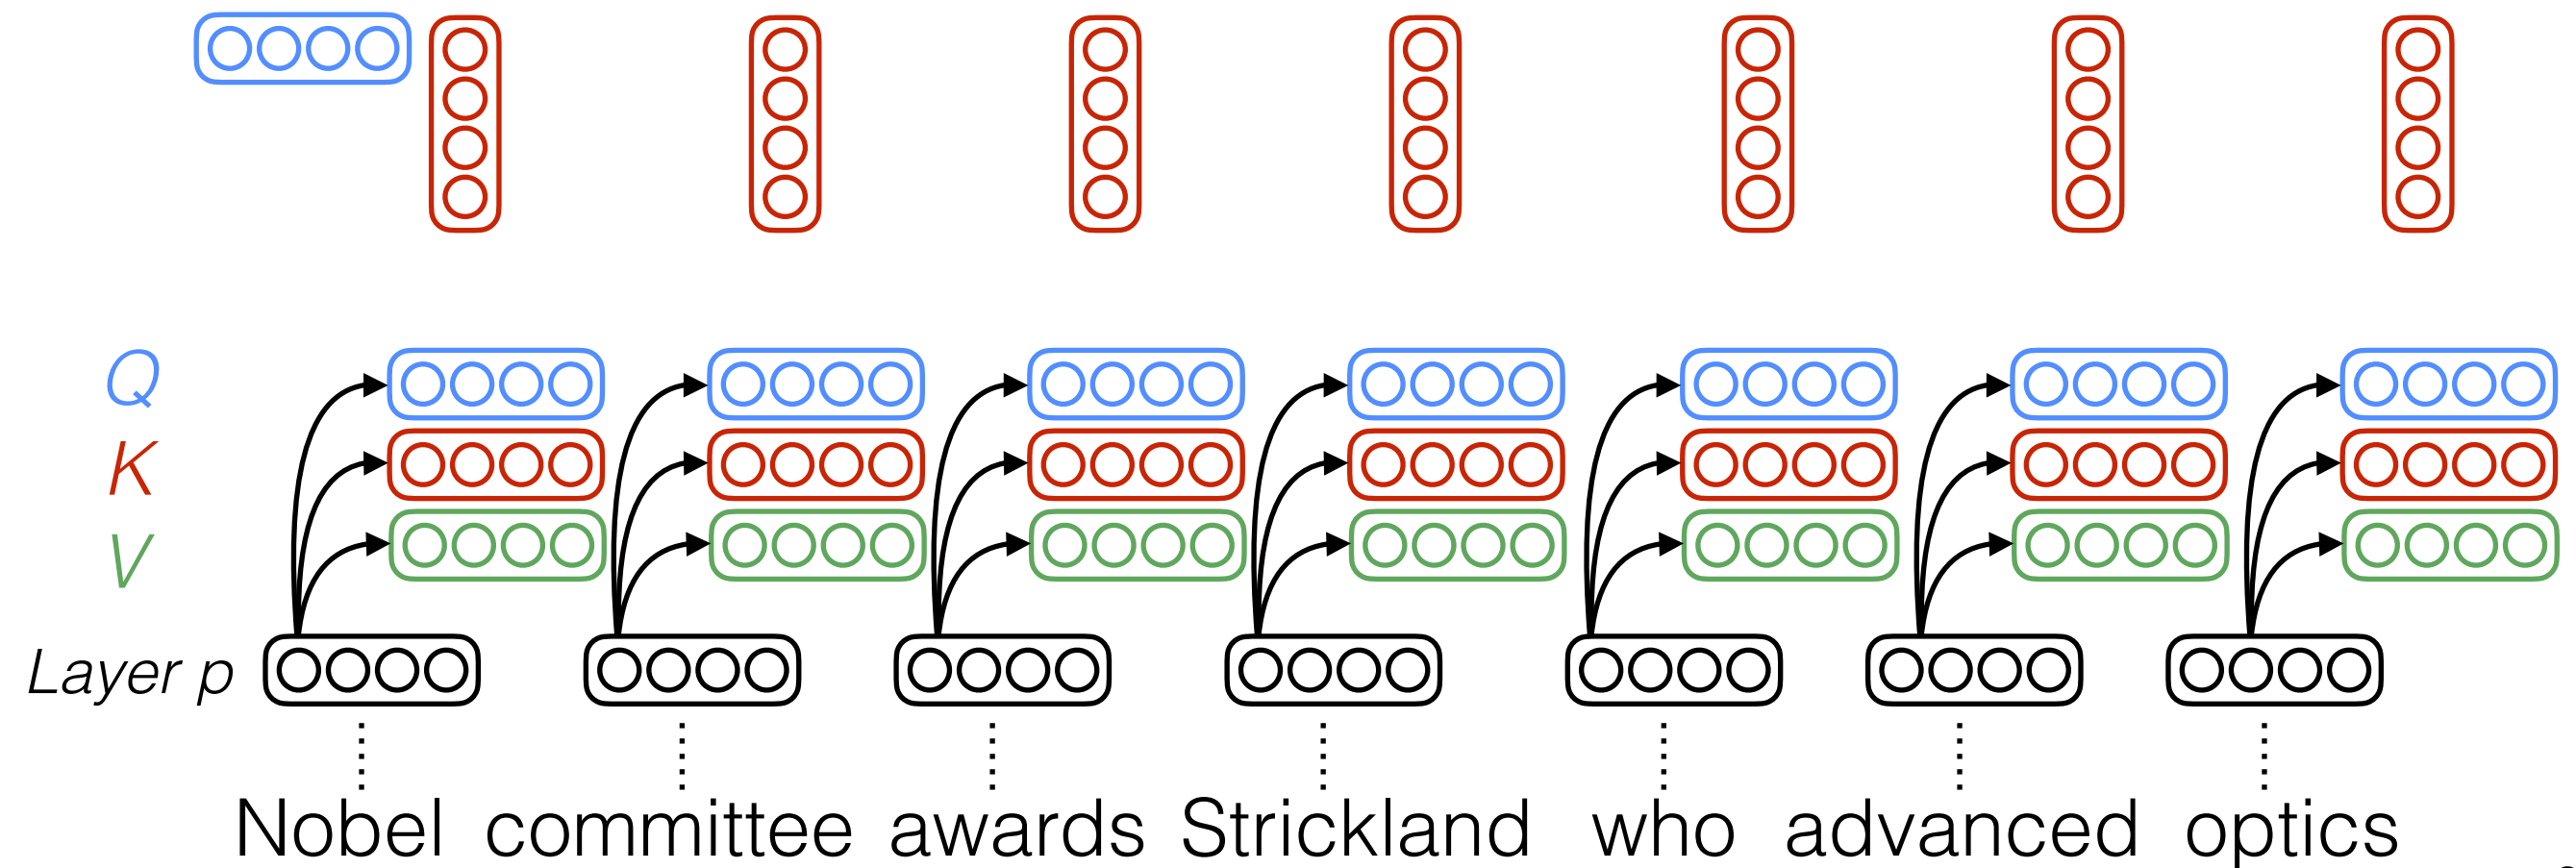 Q
K
V
Layer p
Nobel committee awards Strickland who advanced optics